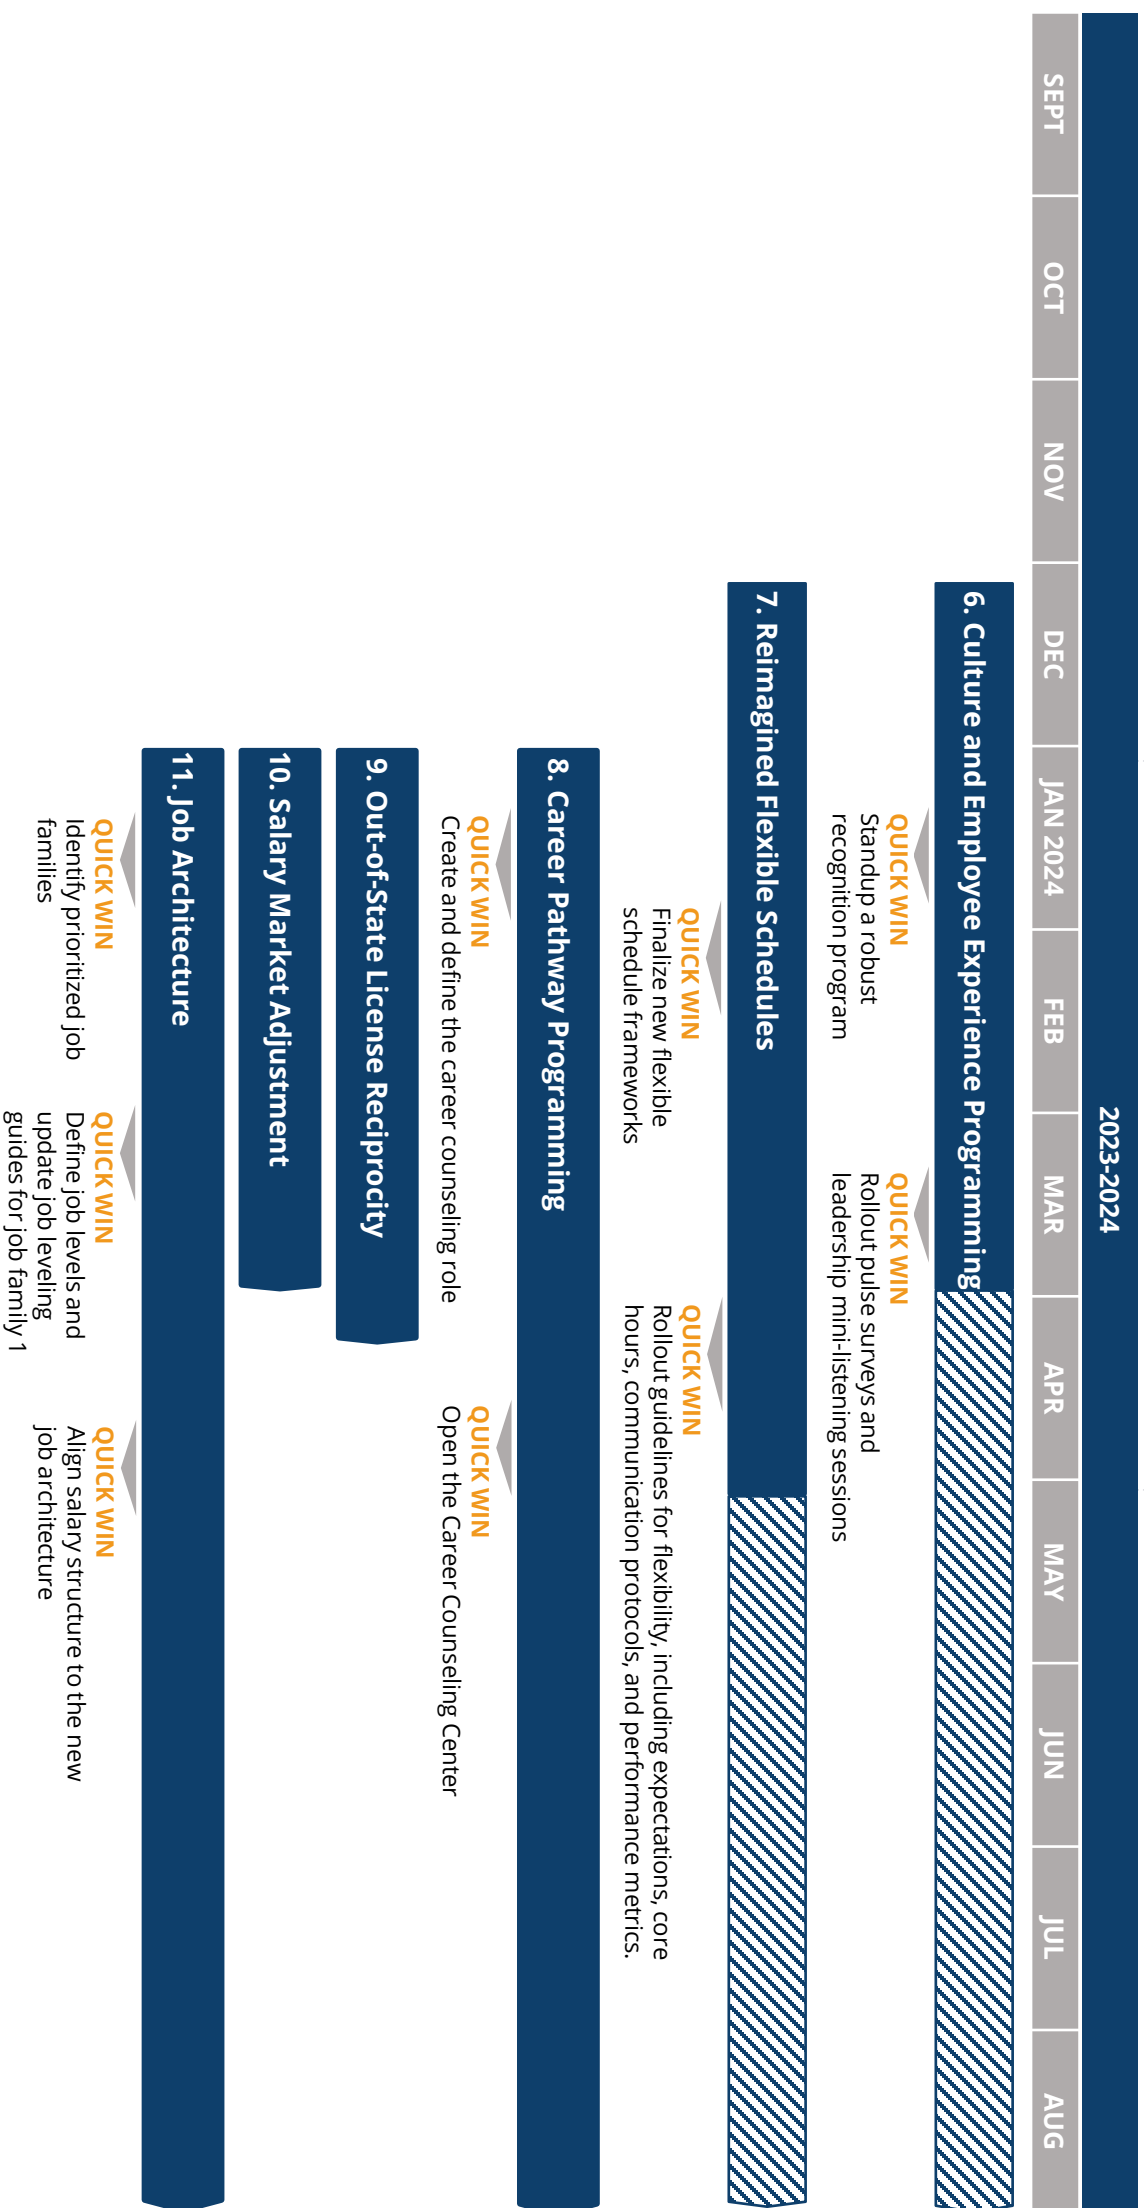 2023-2024
SEPT
OCT
NOV
DEC
JAN 2024
FEB
MAR
APR
MAY
JUN
JUL
AUG
6. Culture and Employee Experience Programming
QUICK WIN
Standup a robust
recognition program
QUICK WIN
Rollout pulse surveys and
leadership mini-listening sessions
7. Reimagined Flexible Schedules
QUICK WIN
Finalize new flexible
schedule frameworks
QUICK WIN
Rollout guidelines for flexibility, including expectations, core
hours, communication protocols, and performance metrics.
8. Career Pathway Programming
QUICK WIN
Create and define the career counseling role
QUICK WIN
Open the Career Counseling Center
9. Out-of-State License Reciprocity
10. Salary Market Adjustment
11. Job Architecture
QUICK WIN
Identify prioritized job
families
QUICK WIN
Define job levels and
update job leveling
guides for job family 1
QUICK WIN
Align salary structure to the new
job architecture